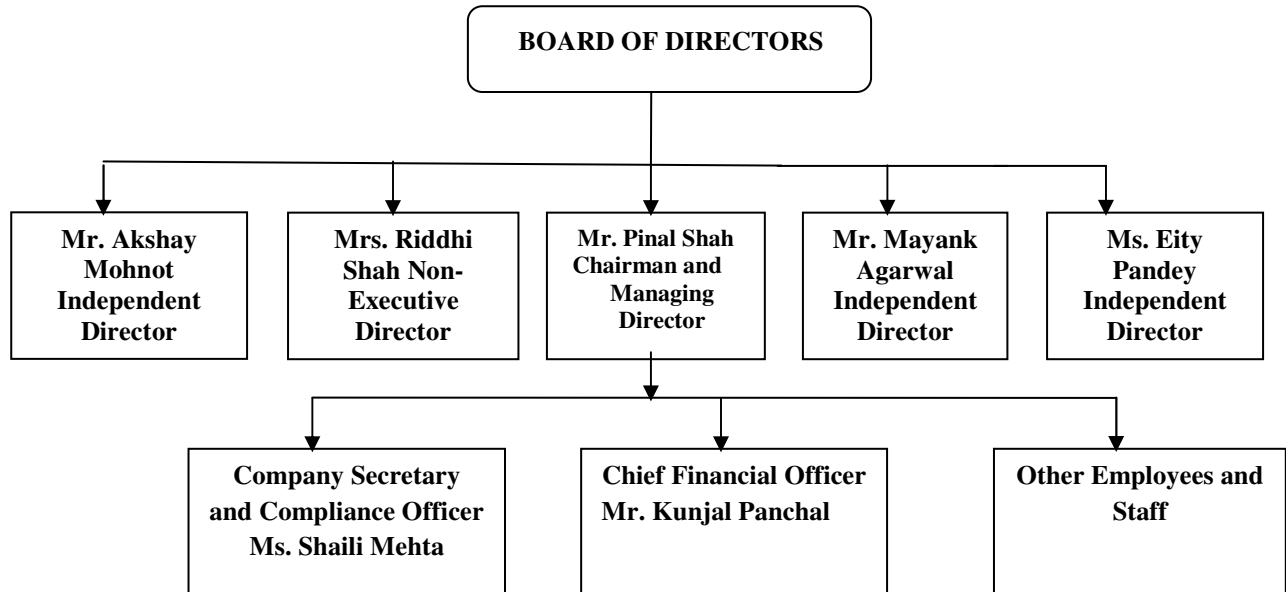 BOARD OF DIRECTORS
Mr. Akshay
Mohnot
Independent
Director
Mrs. Riddhi
Shah Non-
Executive
Director
Mr. Pinal Shah
Chairman and
Managing
Director
Mr. Mayank
Agarwal
Independent
Director
Ms. Eity
Pandey
Independent
Director
Company Secretary
and Compliance Officer
Ms. Shaili Mehta
Chief Financial Officer
Mr. Kunjal Panchal
Other Employees and
Staff